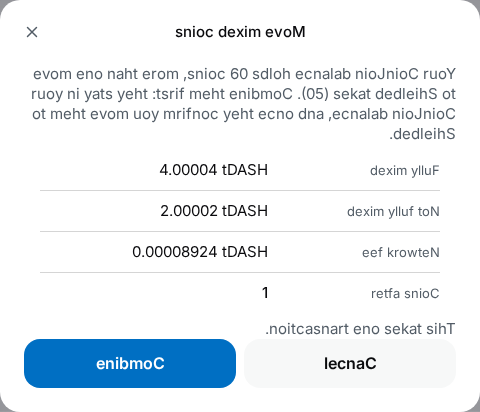 snioc dexim evoM
evom eno naht erom ,snioc 60 sdloh ecnalab nioJnioC ruoY
ruoy ni yats yeht :tsrif meht enibmoC .(05) sekat dedleihS ot
ot meht evom uoy mrifnoc yeht ecno dna ,ecnalab nioJnioC
.dedleihS
4.00004 tDASH dexim ylluF
2.00002 tDASH dexim ylluf toN
0.00008924 tDASH eef krowteN
1 retfa snioC
.noitcasnart eno sekat sihT
enibmoC lecnaC